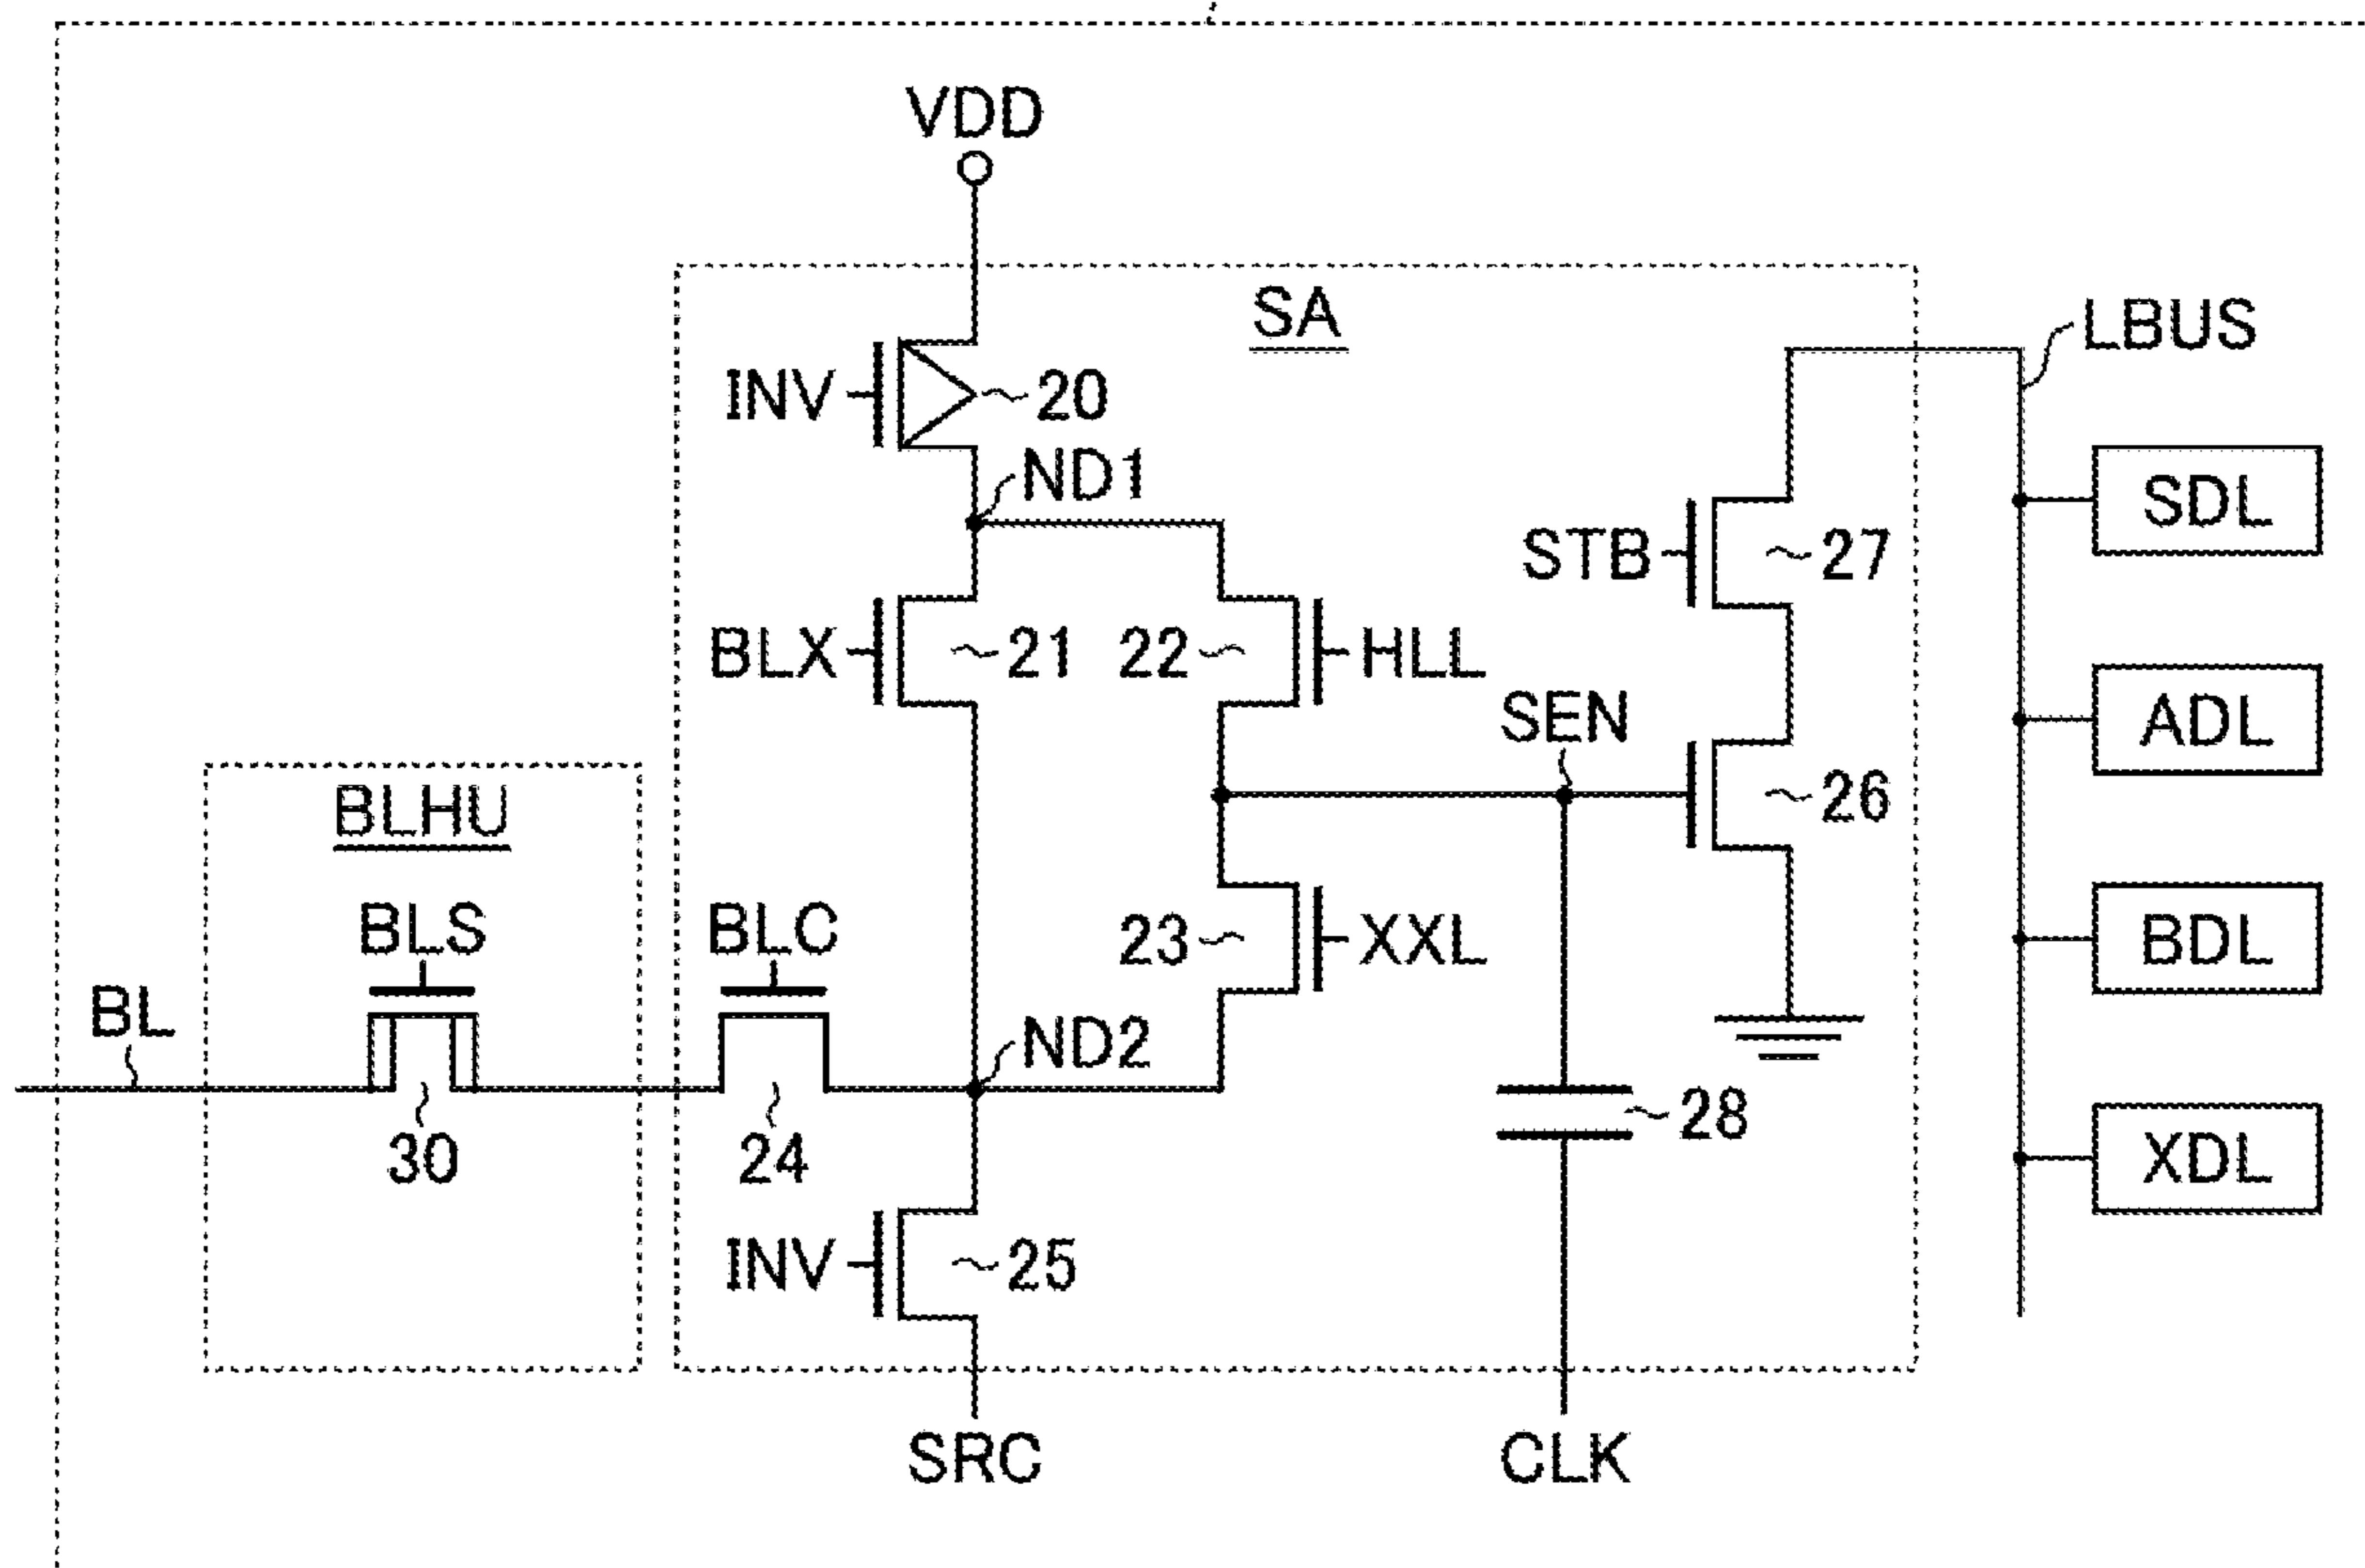 VDD
SA
LBUS
INV
20
ND1
SDL
STB
27
BLX
21
22
HLL
SEN
ADL
BLHU
26
BLS
BLC
23
XXL
BDL
BL
ND2
30
24
28
XDL
INV
25
SRC
CLK